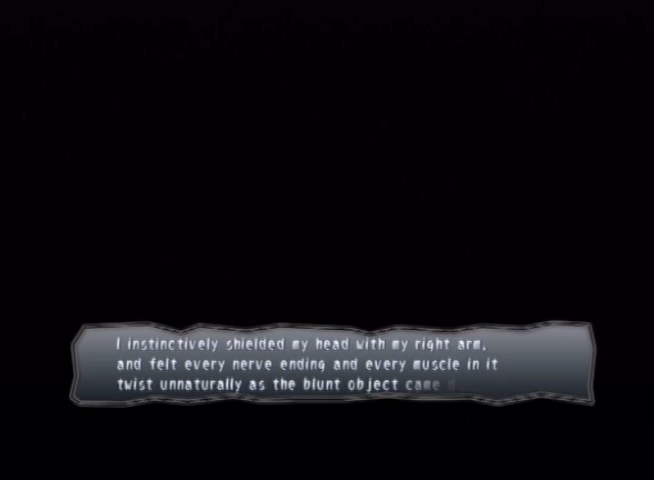 I instinctively shielded my head with my right arm,
and felt every nerve ending and every muscle in it
twist unnaturally as the blunt object came